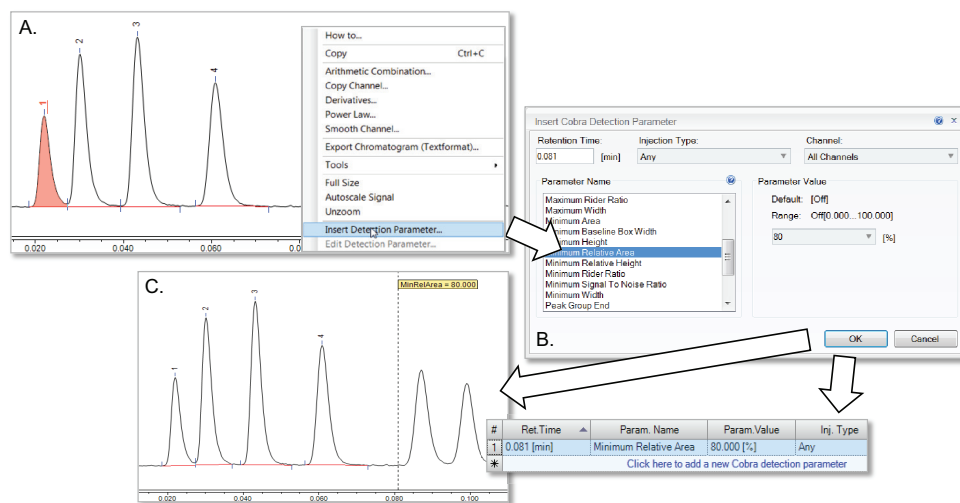 A.
1
2
3
4
0.020
0.040
0.060
0.0
How to...
Copy Ctrl+C
Arithmetic Combination...
Copy Channel...
Derivatives...
Power Law...
Smooth Channel...
Export Chromatogram (Textformat)...
Tools
Full Size
Autoscale Signal
Unzoom
Insert Detection Parameter...
Edit Detection Parameter...
Insert Cobra Detection Parameter
Retention Time: Injection Type: Channel:
0.081 [min] Any All Channels
Parameter Name
Maximum Rider Ratio
Maximum Width
Minimum Area
Minimum Baseline Box Width
Minimum Height
Minimum Relative Area
Minimum Relative Height
Minimum Rider Ratio
Minimum Signal To Noise Ratio
Minimum Width
Peak Group End
Parameter Value
Default: [Off]
Range: Off[0.000...100.000]
80 [%]
OK Cancel
B.
C.
1
2
3
4
MinRelArea = 80.000
0.020 0.040 0.060 0.080 0.100
# Ret.Time Param. Name Param.Value Inj. Type
1 0.081 [min] Minimum Relative Area 80.000 [%] Any
Click here to add a new Cobra detection parameter